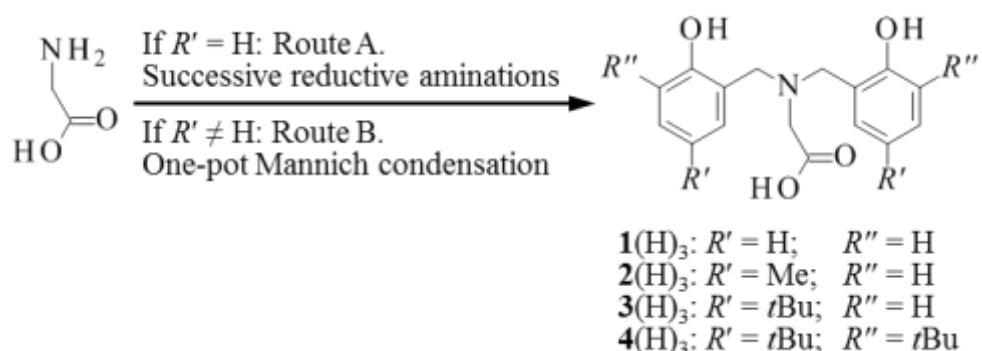 NH₂
O
HO
If R' = H: Route A.
Successive reductive aminations
If R' ≠ H: Route B.
One-pot Mannich condensation
OH OH
R'' N R''
R' HO O R'
1(H)₃: R' = H; R'' = H
2(H)₃: R' = Me; R'' = H
3(H)₃: R' = tBu; R'' = H
4(H)₃: R' = tBu; R'' = tBu